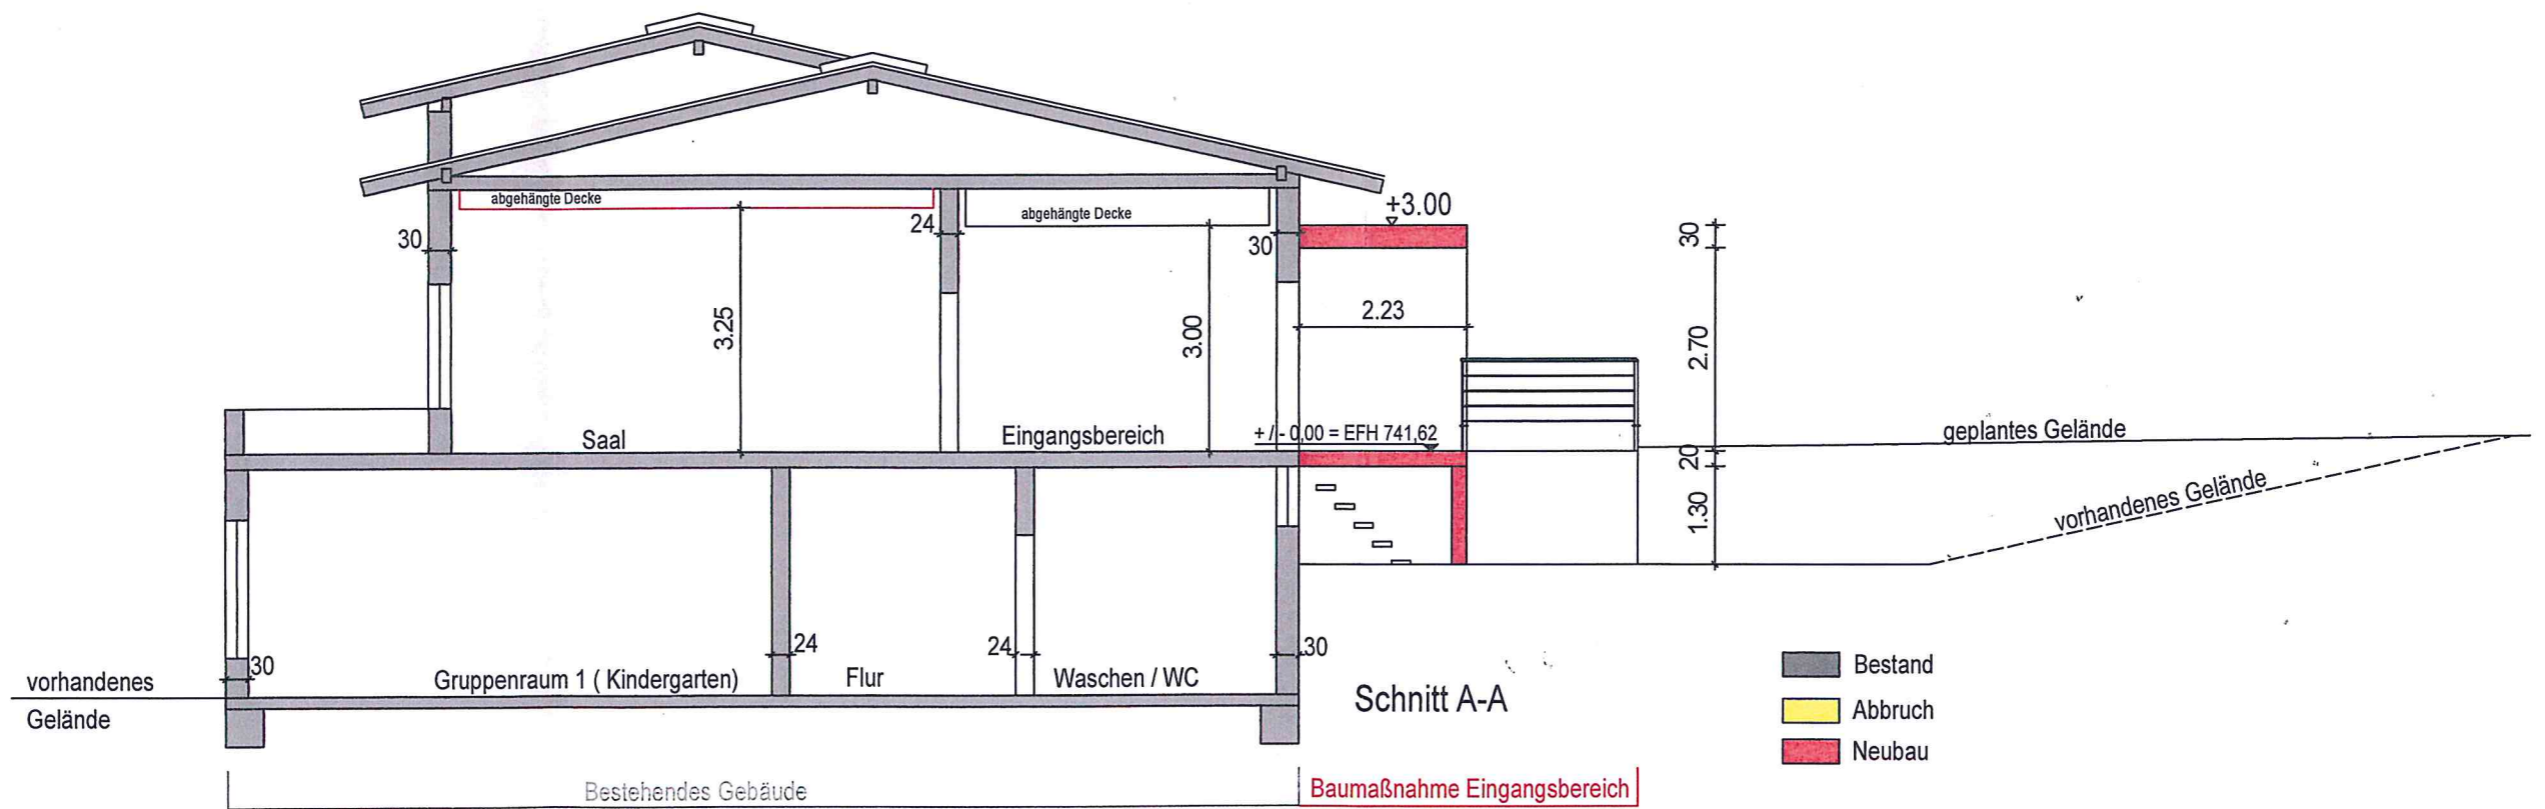 +3.00
abgehängte Decke
abgehängte Decke
30
24
30
30
2.23
3.25
3.00
2.70
Saal
Eingangsbereich
+ / - 0,00 = EFH 741,62
geplantes Gelände
20
1.30
vorhandenes Gelände
24
24
30
30
vorhandenes
Gelände
Gruppenraum 1 ( Kindergarten)
Flur
Waschen / WC
Schnitt A-A
Bestand
Abbruch
Neubau
Bestehendes Gebäude
Baumaßnahme Eingangsbereich